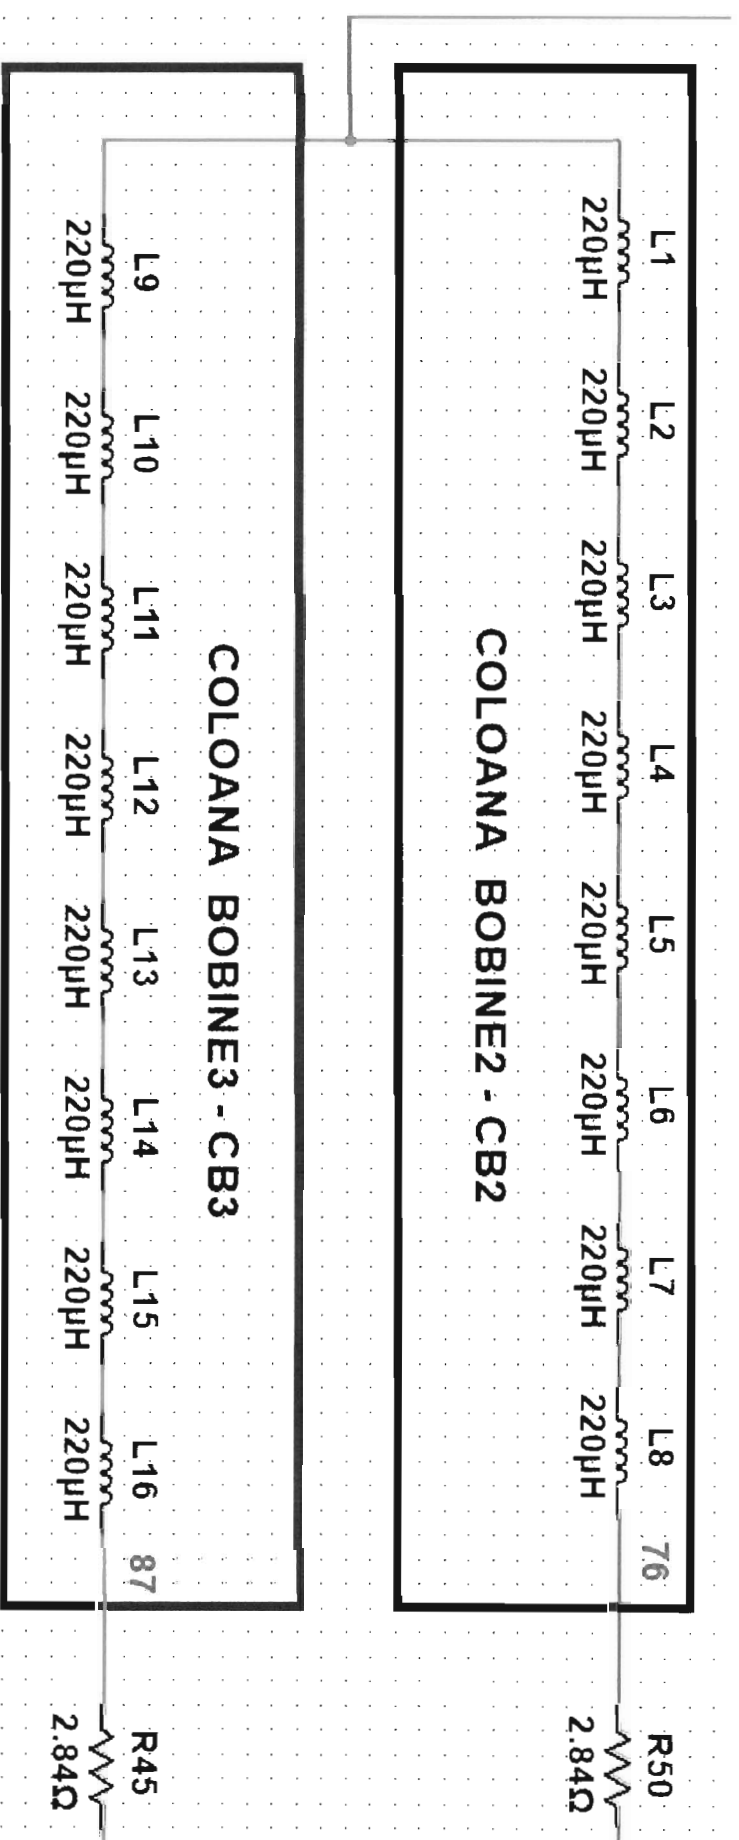 L1
220µH
L2
220µH
L3
220µH
L4
220µH
L5
220µH
L6
220µH
L7
220µH
L8
220µH
76
R50
2.84Ω
COLOANA BOBINE2 - CB2
COLOANA BOBINE3 - CB3
L9
220µH
L10
220µH
L11
220µH
L12
220µH
L13
220µH
L14
220µH
L15
220µH
L16
220µH
87
R45
2.84Ω